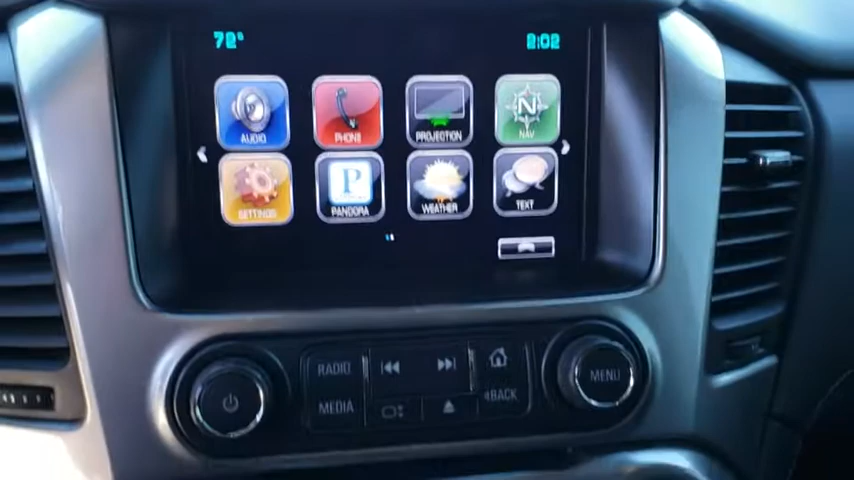 72°
2:02
AUDIO
PHONE
PROJECTION
N
NAV
SETTINGS
P
PANDORA
WEATHER
TEXT
RADIO
MEDIA
BACK
MENU